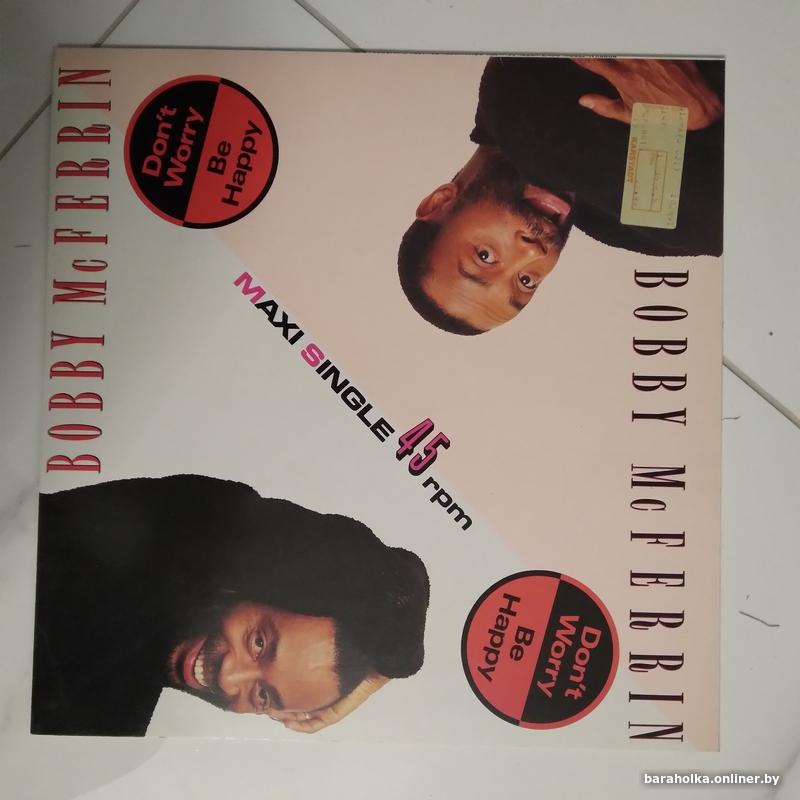 BOBBY McFERRIN
Don't
Worry
Be
Happy
MAXI SINGLE 45 rpm
BOBBY McFERRIN
Don't
Worry
Be
Happy
KARSTADT
baraholka.onliner.by